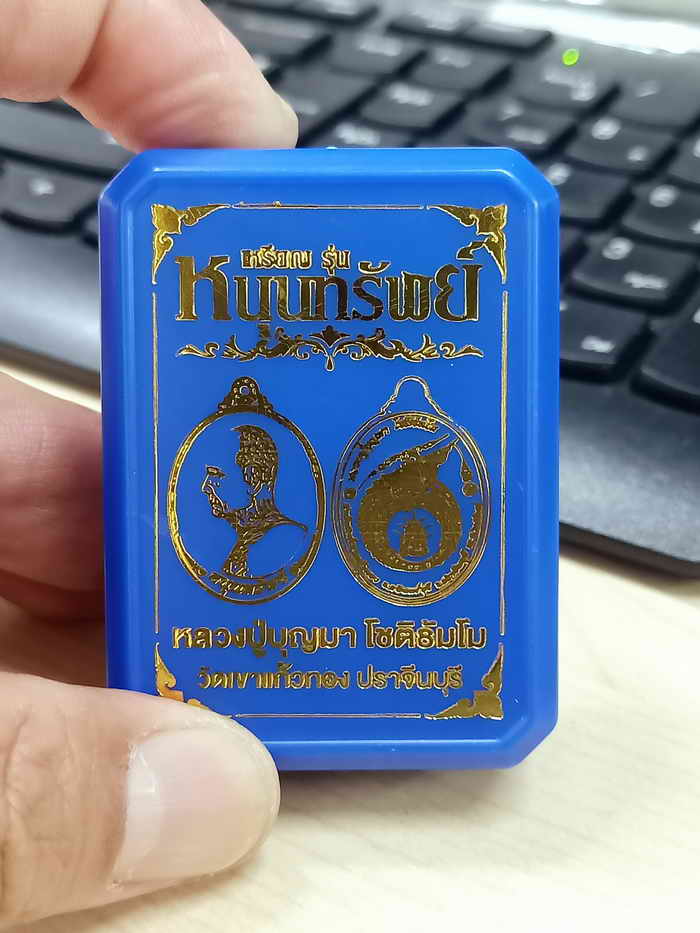 เหรียญ รุ่น
หนุนทรัพย์
หลวงปู่บุญมา โชติธัมโม
วัดเขาแก้วทอง ปราจีนบุรี